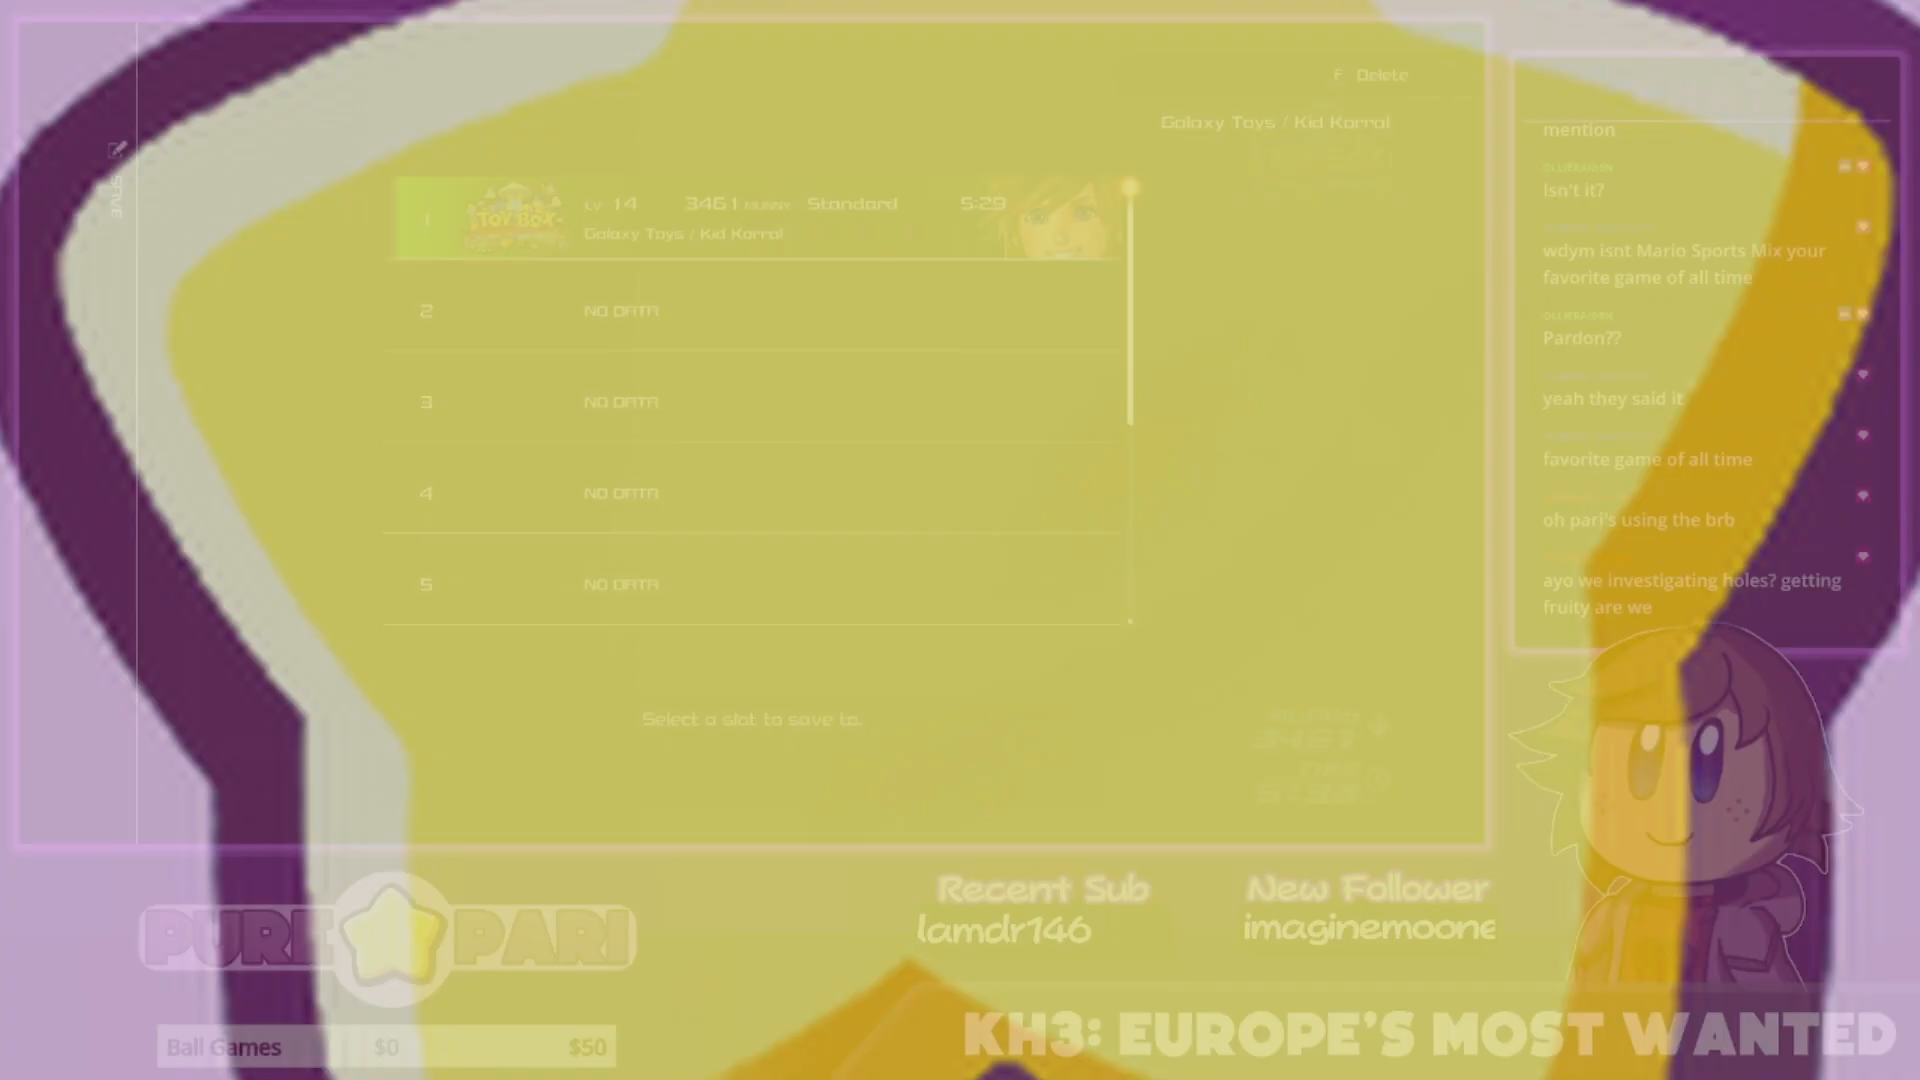 SAVE
F Delete
Galaxy Toys / Kid Korral
1
TOY BOX
LV 14 3461 MUNNY Standard 5:29
Galaxy Toys / Kid Korral
2 NO DATA
3 NO DATA
4 NO DATA
5 NO DATA
Select a slot to save to.
mention
Isn't it?
wdym isnt Mario Sports Mix your
favorite game of all time
Pardon??
yeah they said it
favorite game of all time
oh pari's using the brb
ayo we investigating holes? getting
fruity are we
PURE PARI
Recent Sub
lamdr146
New Follower
imaginemoone
Ball Games $0 $50
KH3: EUROPE'S MOST WANTED